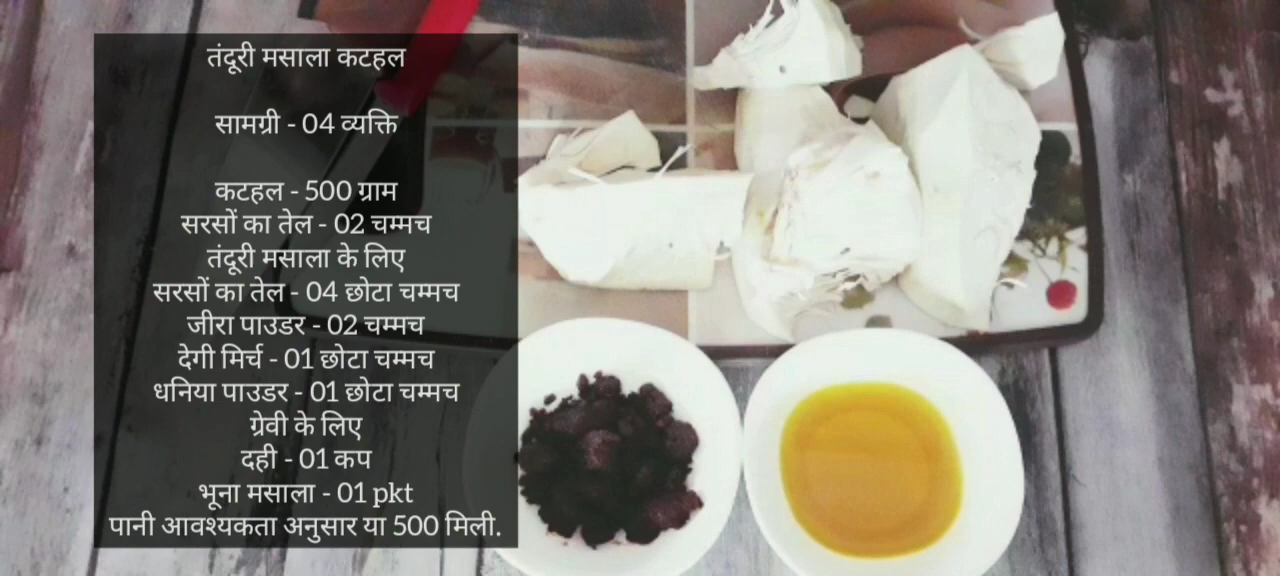 तंदूरी मसाला कटहल
सामग्री - 04 व्यक्ति
कटहल - 500 ग्राम
सरसों का तेल - 02 चम्मच
तंदूरी मसाला के लिए
सरसों का तेल - 04 छोटा चम्मच
जीरा पाउडर - 02 चम्मच
देगी मिर्च - 01 छोटा चम्मच
धनिया पाउडर - 01 छोटा चम्मच
ग्रेवी के लिए
दही - 01 कप
भूना मसाला - 01 pkt
पानी आवश्यकता अनुसार या 500 मिली.